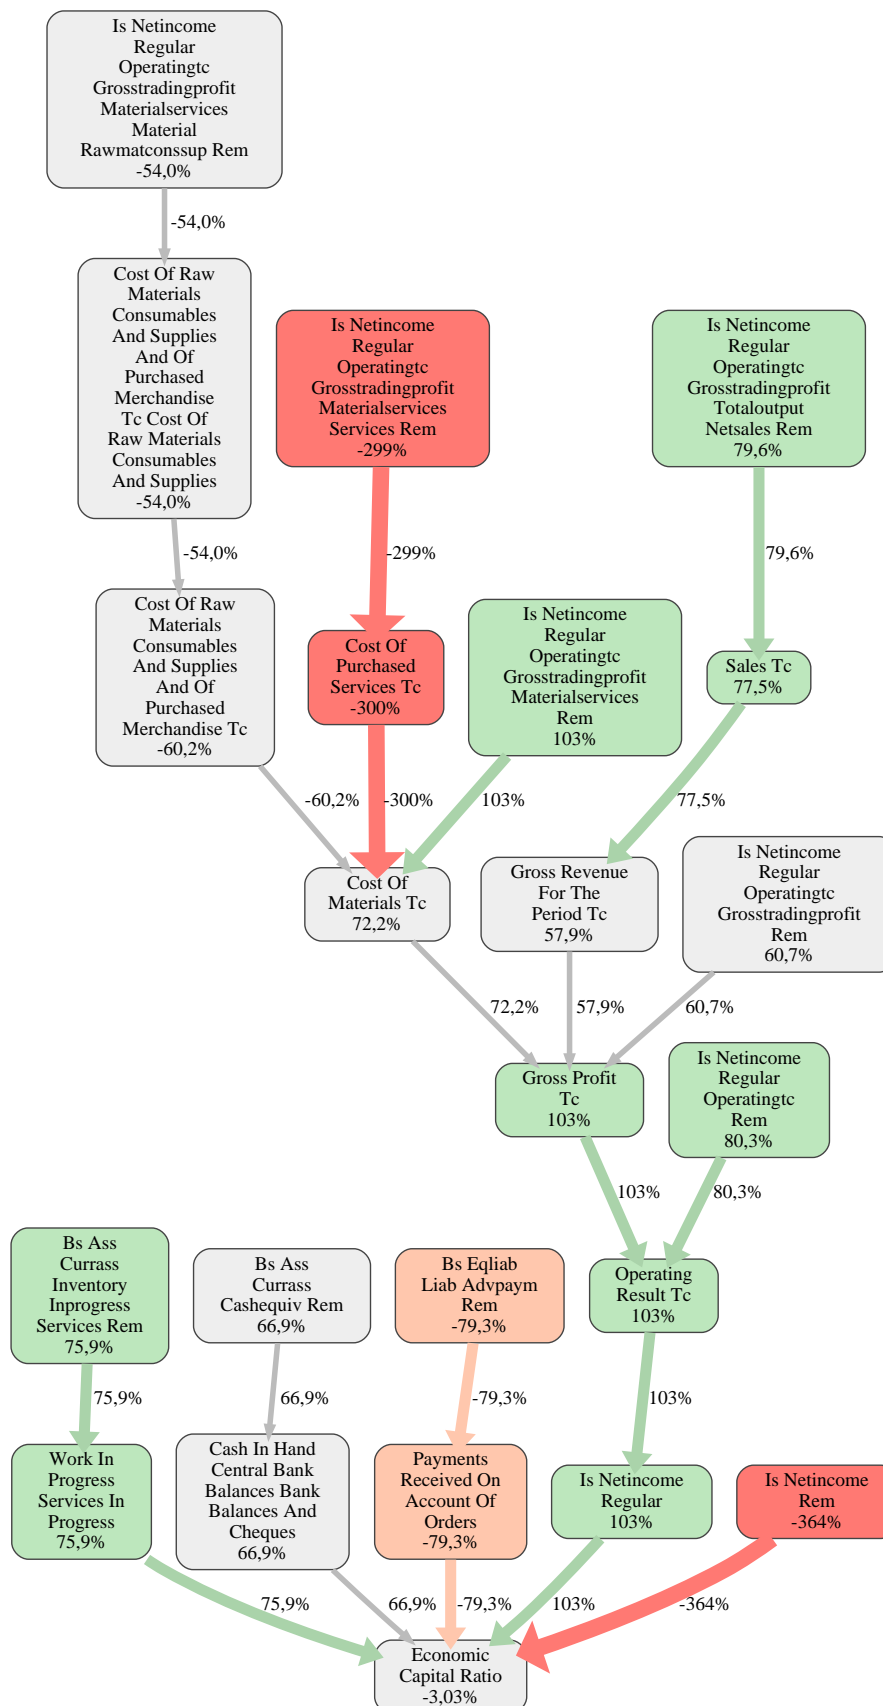 Is Netincome
Regular
Operatingtc
Grosstradingprofit
Materialservices
Material
Rawmatconssup Rem
-54,0%
-54,0%
Cost Of Raw
Materials
Consumables
And Supplies
And Of
Purchased
Merchandise
Tc Cost Of
Raw Materials
Consumables
And Supplies
-54,0%
Is Netincome
Regular
Operatingtc
Grosstradingprofit
Materialservices
Services Rem
-299%
Is Netincome
Regular
Operatingtc
Grosstradingprofit
Totaloutput
Netsales Rem
79,6%
-54,0%
-299%
79,6%
Cost Of Raw
Materials
Consumables
And Supplies
And Of
Purchased
Merchandise Tc
-60,2%
Cost Of
Purchased
Services Tc
-300%
Is Netincome
Regular
Operatingtc
Grosstradingprofit
Materialservices
Rem
103%
Sales Tc
77,5%
-60,2%
-300%
103%
77,5%
Cost Of
Materials Tc
72,2%
Gross Revenue
For The
Period Tc
57,9%
Is Netincome
Regular
Operatingtc
Grosstradingprofit
Rem
60,7%
72,2%
57,9%
60,7%
Gross Profit
Tc
103%
Is Netincome
Regular
Operatingtc
Rem
80,3%
103%
80,3%
Bs Ass
Currass
Inventory
Inprogress
Services Rem
75,9%
Bs Ass
Currass
Cashequiv Rem
66,9%
Bs Eqliab
Liab Advpaym
Rem
-79,3%
Operating
Result Tc
103%
75,9%
66,9%
-79,3%
103%
Work In
Progress
Services In
Progress
75,9%
Cash In Hand
Central Bank
Balances Bank
Balances And
Cheques
66,9%
Payments
Received On
Account Of
Orders
-79,3%
Is Netincome
Regular
103%
Is Netincome
Rem
-364%
75,9%
66,9%
-79,3%
103%
-364%
Economic
Capital Ratio
-3,03%